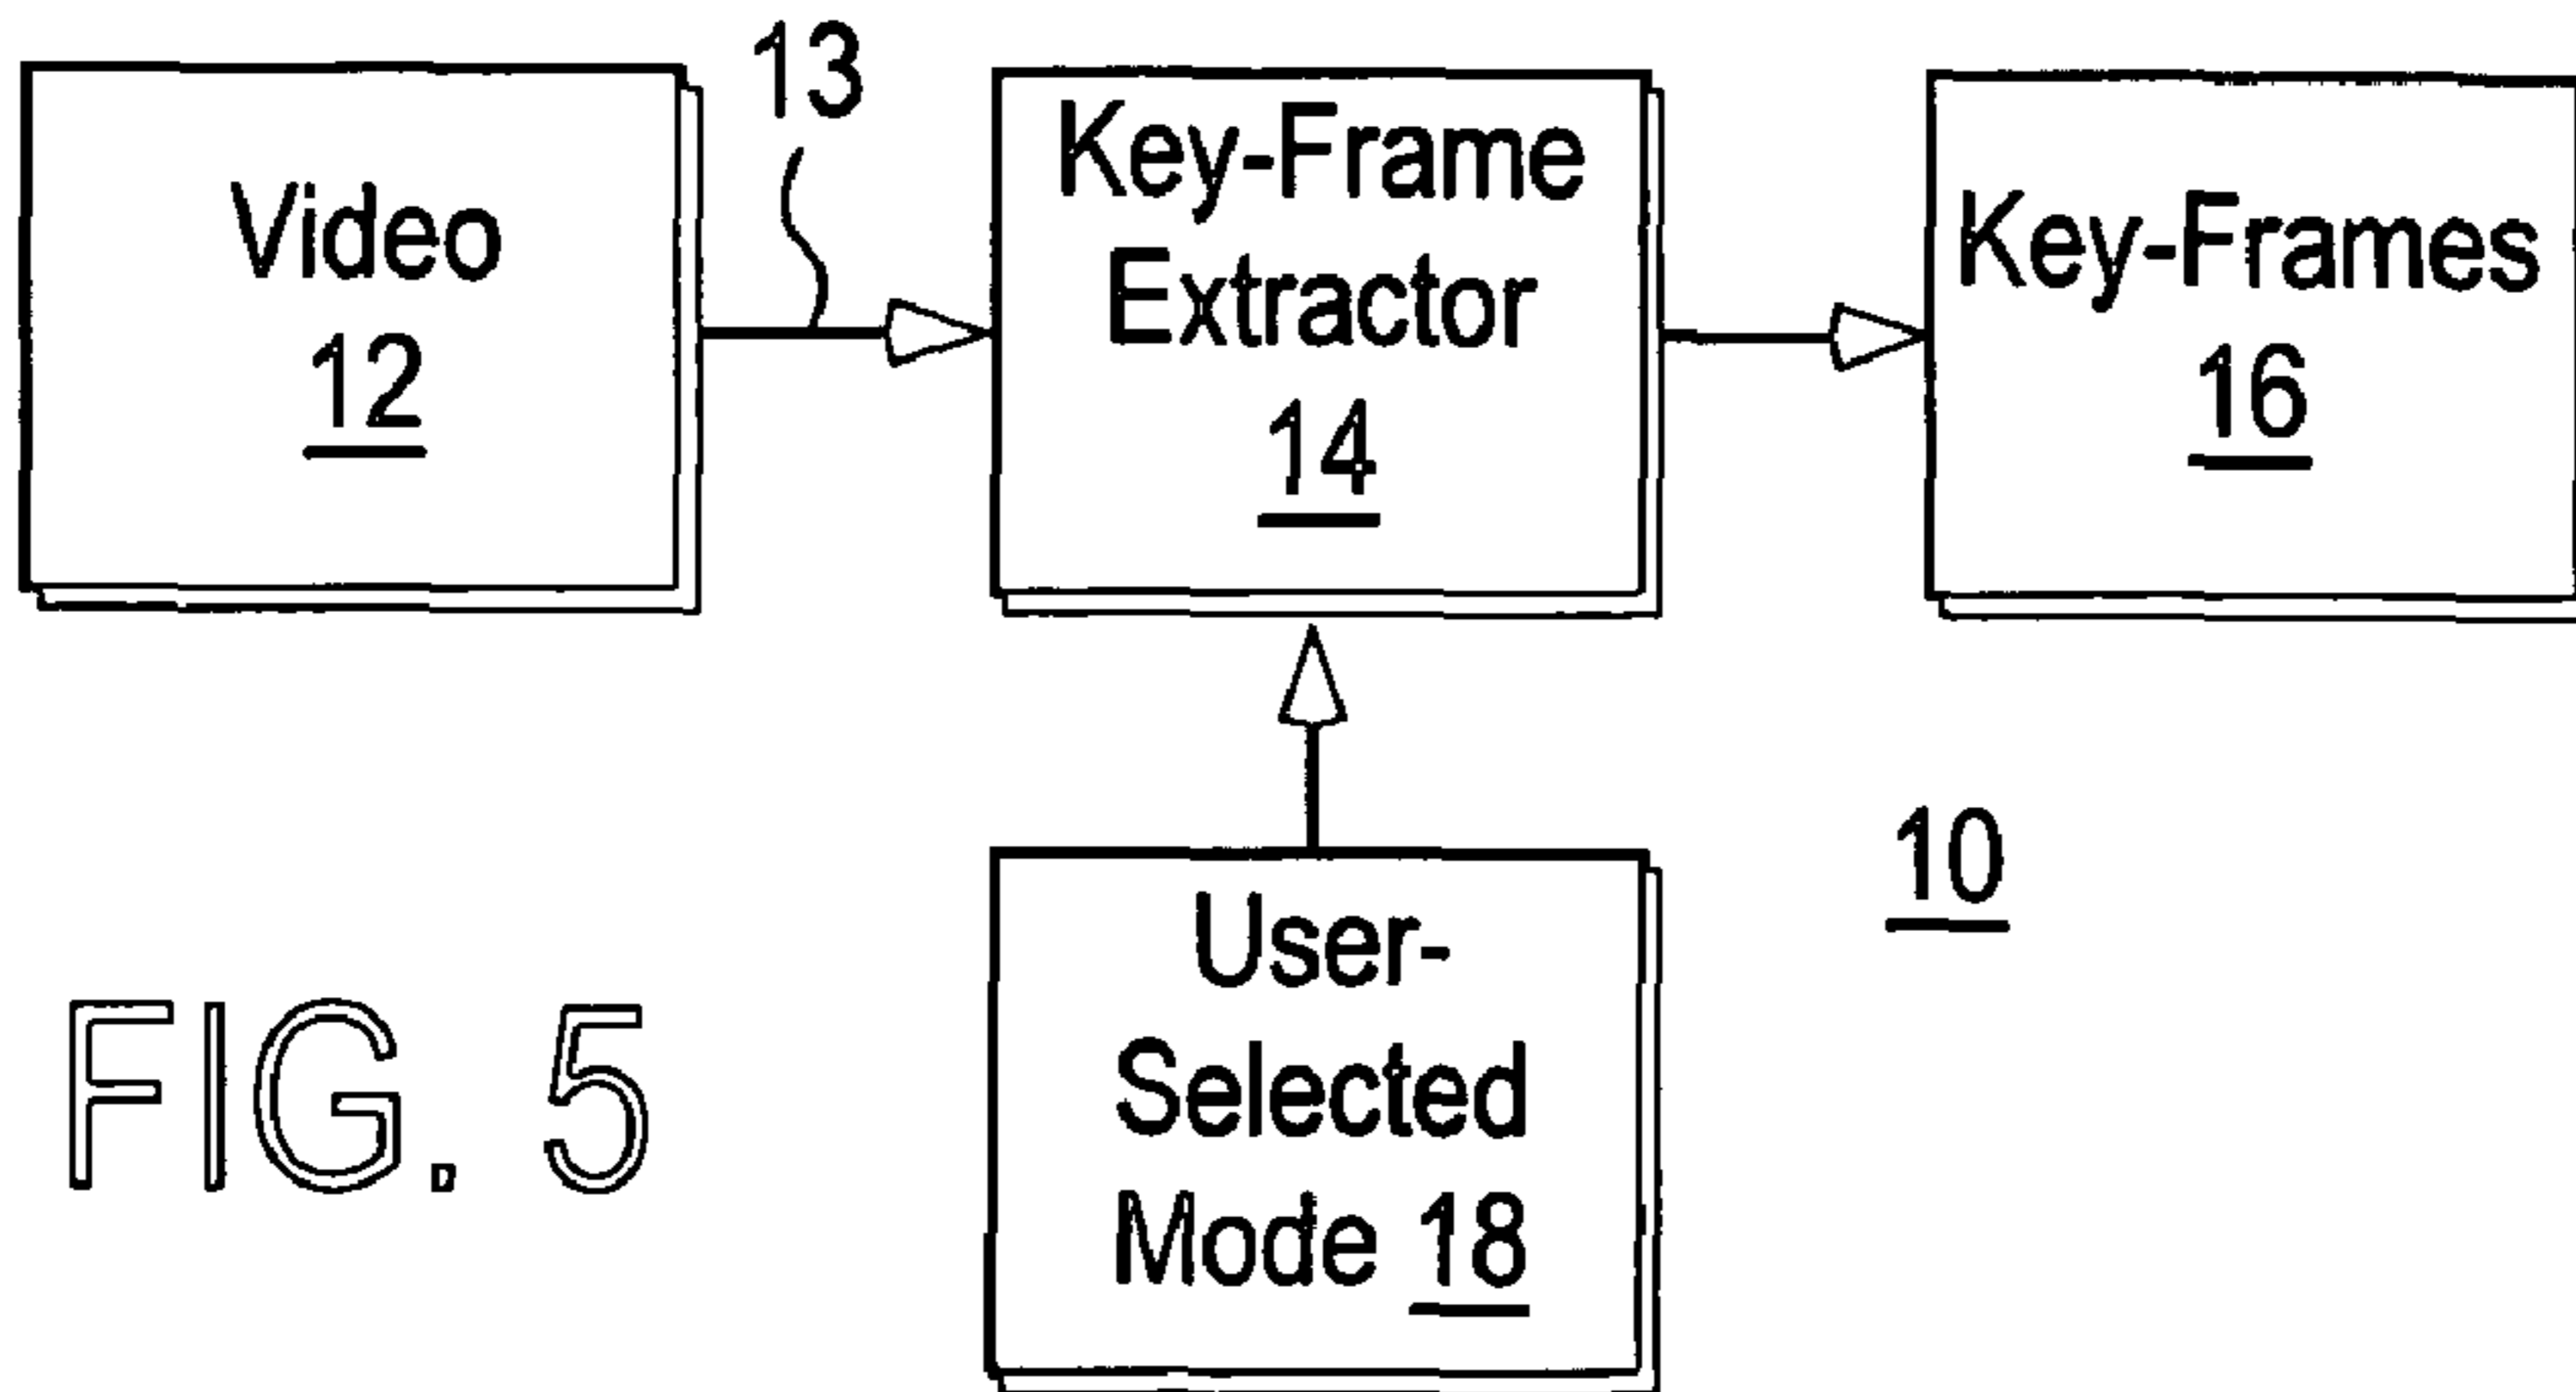 Video
12
13
Key-Frame
Extractor
14
Key-Frames
16
User-
Selected
Mode 18
10
FIG. 5